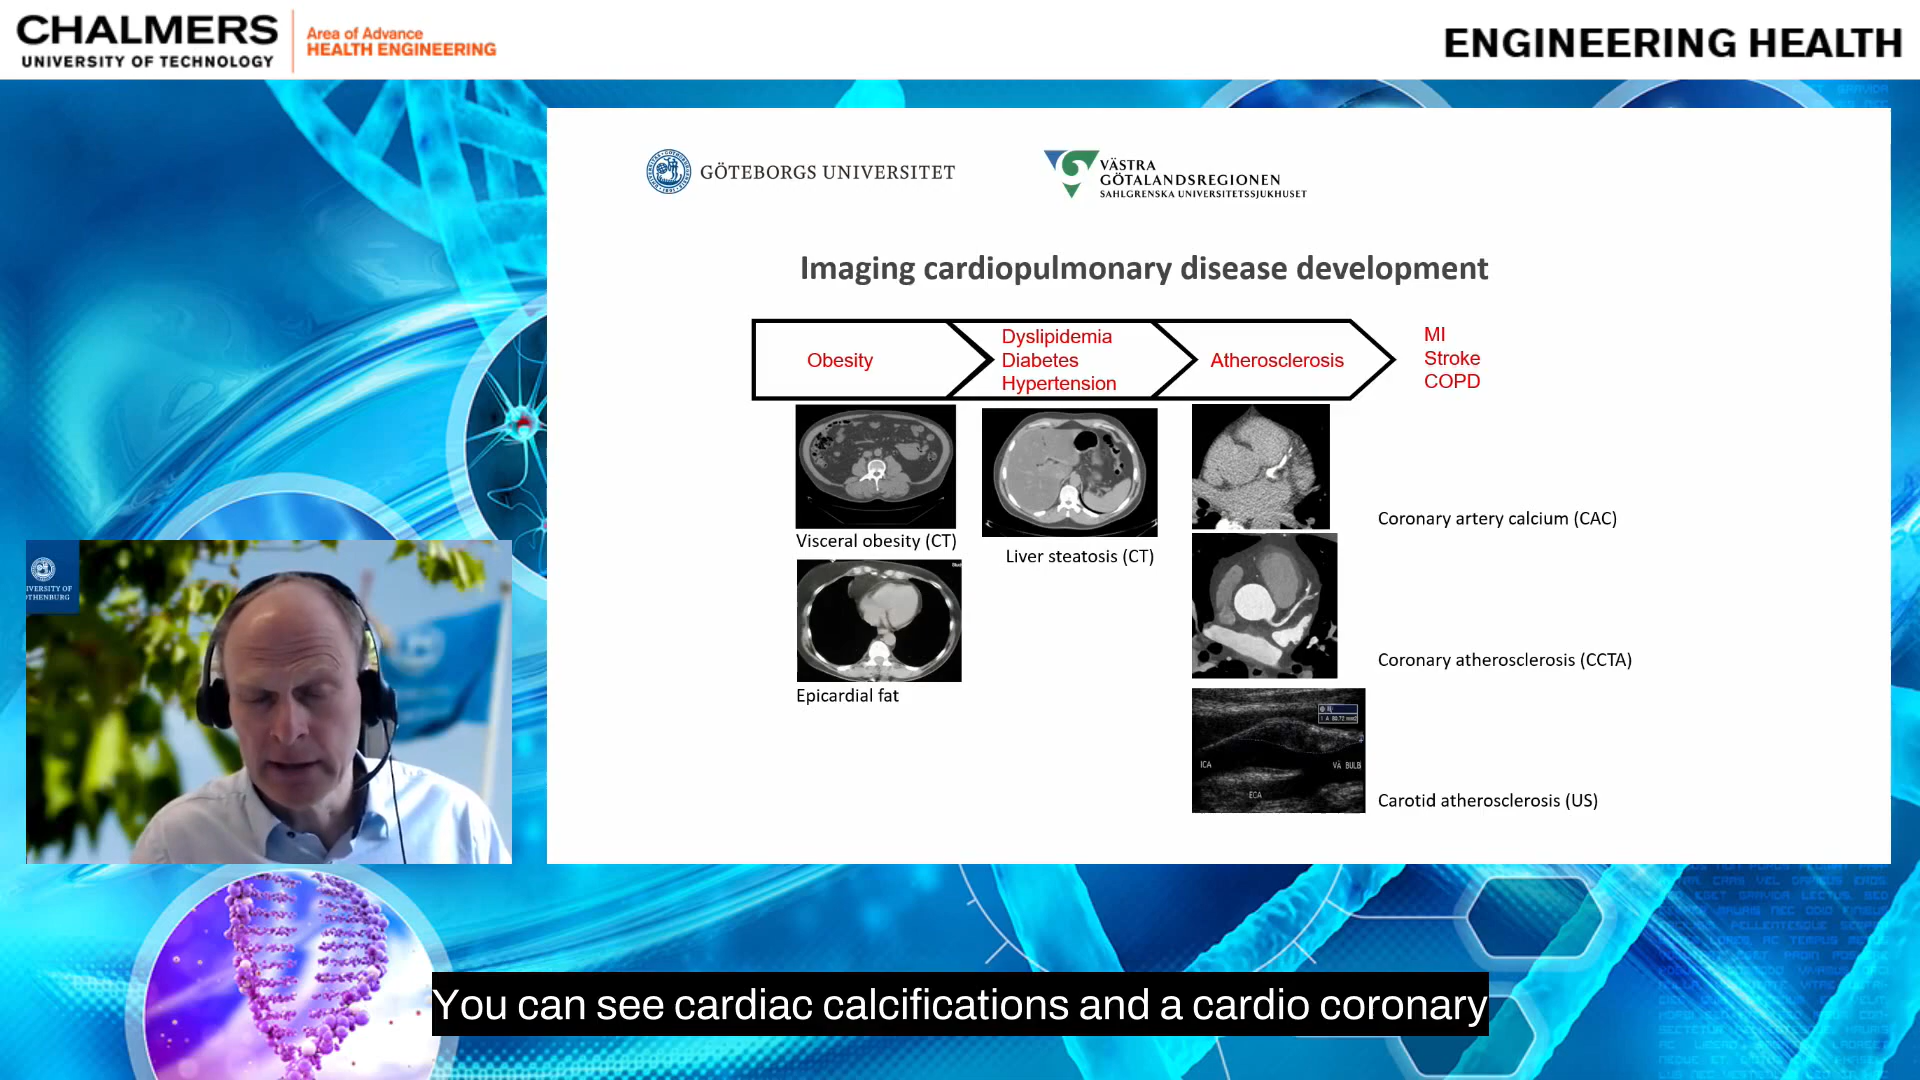 CHALMERS
UNIVERSITY OF TECHNOLOGY
Area of Advance
HEALTH ENGINEERING
ENGINEERING HEALTH
GÖTEBORGS UNIVERSITET
VÄSTRA
GÖTALANDSREGIONEN
SAHLGRENSKA UNIVERSITETSSJUKHUSET
Imaging cardiopulmonary disease development
Obesity
Dyslipidemia
Diabetes
Hypertension
Atherosclerosis
MI
Stroke
COPD
Visceral obesity (CT)
Liver steatosis (CT)
Coronary artery calcium (CAC)
Epicardial fat
Coronary atherosclerosis (CCTA)
ICA
VÄ BULB
ECA
Carotid atherosclerosis (US)
IVERSITY OF
THENBURG
You can see cardiac calcifications and a cardio coronary